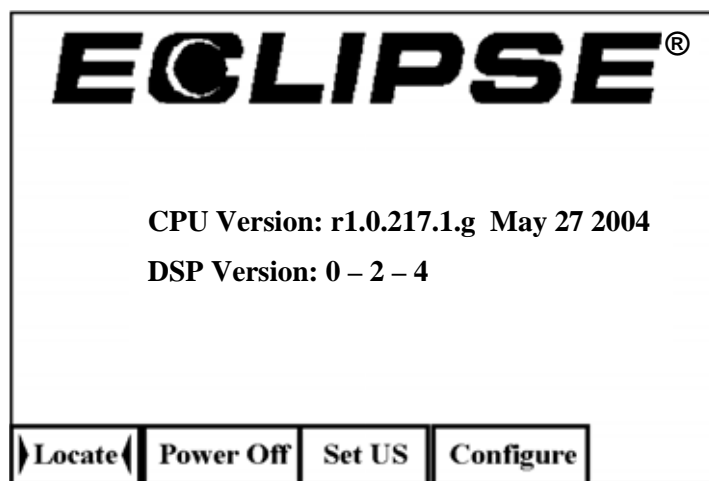 ECLIPSE®
CPU Version: r1.0.217.1.g May 27 2004
DSP Version: 0 – 2 – 4
Locate Power Off Set US Configure